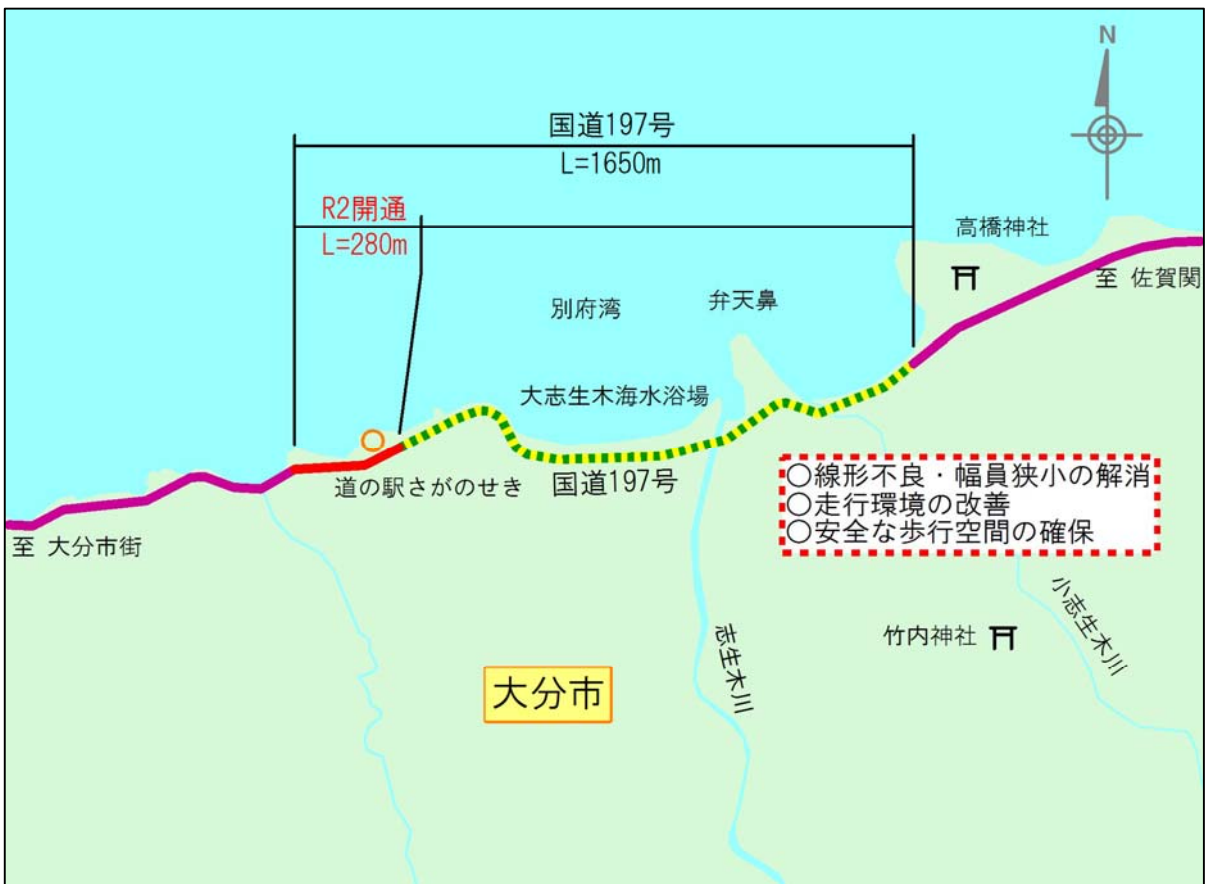 N
国道197号
L=1650m
R2開通
L=280m
高橋神社
至 佐賀関
別府湾
弁天鼻
大志生木海水浴場
道の駅さがのせき
国道197号
至 大分市街
○線形不良・幅員狭小の解消
○走行環境の改善
○安全な歩行空間の確保
小志生木川
竹内神社
志生木川
大分市